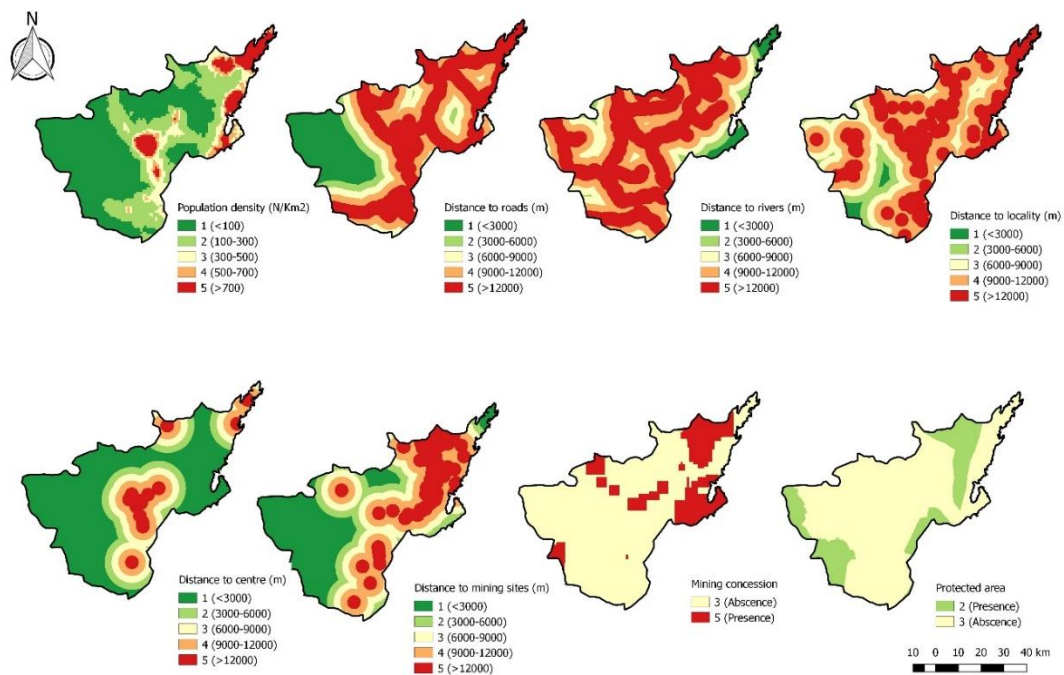 N
Population density (N/Km2)
1 (<100)
2 (100-300)
3 (300-500)
4 (500-700)
5 (>700)
Distance to roads (m)
1 (<3000)
2 (3000-6000)
3 (6000-9000)
4 (9000-12000)
5 (>12000)
Distance to rivers (m)
1 (<3000)
2 (3000-6000)
3 (6000-9000)
4 (9000-12000)
5 (>12000)
Distance to locality (m)
1 (<3000)
2 (3000-6000)
3 (6000-9000)
4 (9000-12000)
5 (>12000)
Distance to centre (m)
1 (<3000)
2 (3000-6000)
3 (6000-9000)
4 (9000-12000)
5 (>12000)
Distance to mining sites (m)
1 (<3000)
2 (3000-6000)
3 (6000-9000)
4 (9000-12000)
5 (>12000)
Mining concession
3 (Abscence)
5 (Presence)
Protected area
2 (Presence)
3 (Abscence)
10 0 10 20 30 40 km